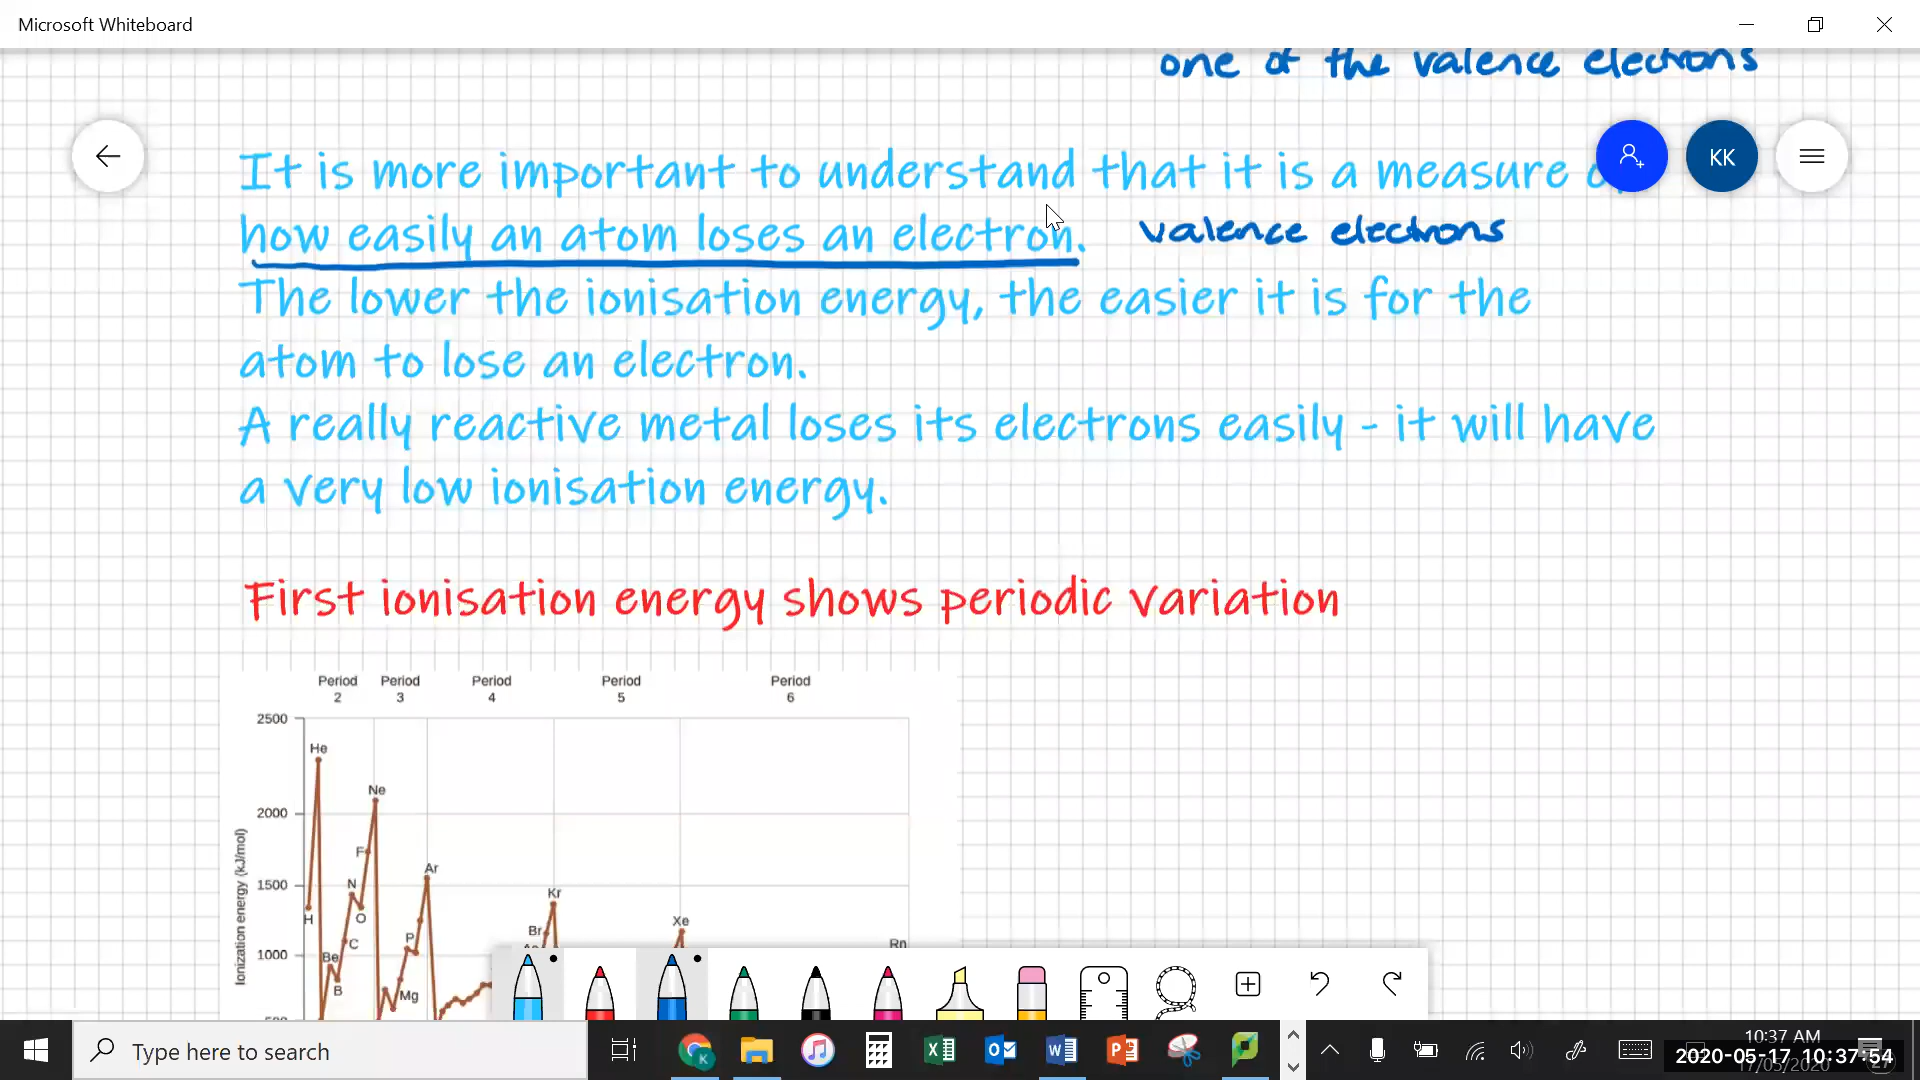 Microsoft Whiteboard
one of the valence electrons
It is more important to understand that it is a measure
KK
how easily an atom loses an electron. valence electrons
The lower the ionisation energy, the easier it is for the
atom to lose an electron.
A really reactive metal loses its electrons easily - it will have
a very low ionisation energy.
First ionisation energy shows periodic variation
Period 2
Period 3
Period 4
Period 5
Period 6
2500
He
Ne
2000
F
Ar
Ionization energy (kJ/mol)
1500
N
Kr
H
O
Xe
Br
P
C
Rn
1000
Be
B
Mg
Type here to search
10:37 AM
2020-05-17 10:37:54